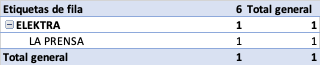 Etiquetas de fila 6 Total general
ELEKTRA 1 1
LA PRENSA 1 1
Total general 1 1